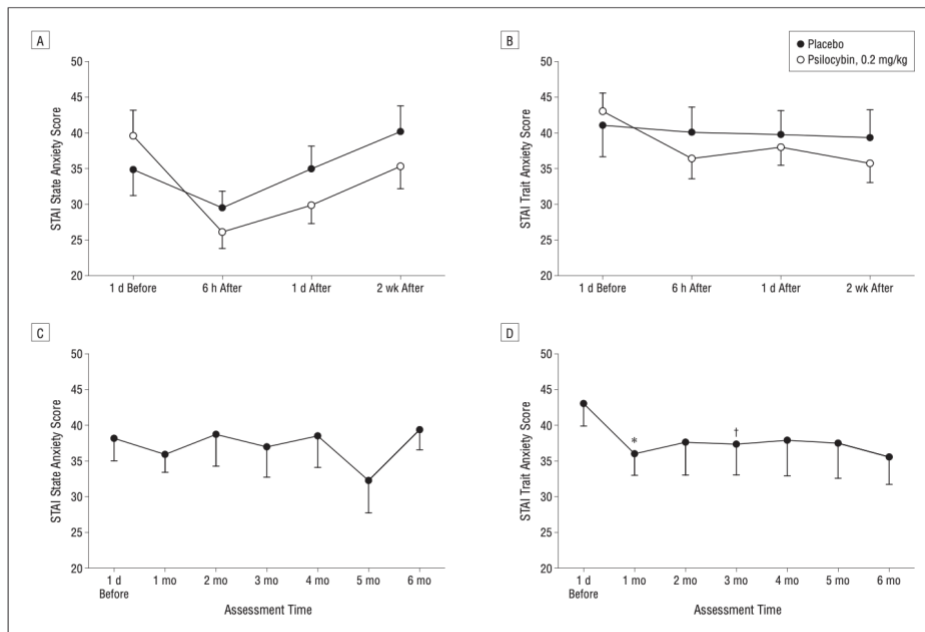 A
STAI State Anxiety Score
50
45
40
35
30
25
20
1 d Before
6 h After
1 d After
2 wk After
B
Placebo
Psilocybin, 0.2 mg/kg
STAI Trait Anxiety Score
50
45
40
35
30
25
20
1 d Before
6 h After
1 d After
2 wk After
C
STAI State Anxiety Score
50
45
40
35
30
25
20
1 d
Before
1 mo
2 mo
3 mo
4 mo
5 mo
6 mo
Assessment Time
D
STAI Trait Anxiety Score
50
45
40
35
30
25
20
*
†
1 d
Before
1 mo
2 mo
3 mo
4 mo
5 mo
6 mo
Assessment Time